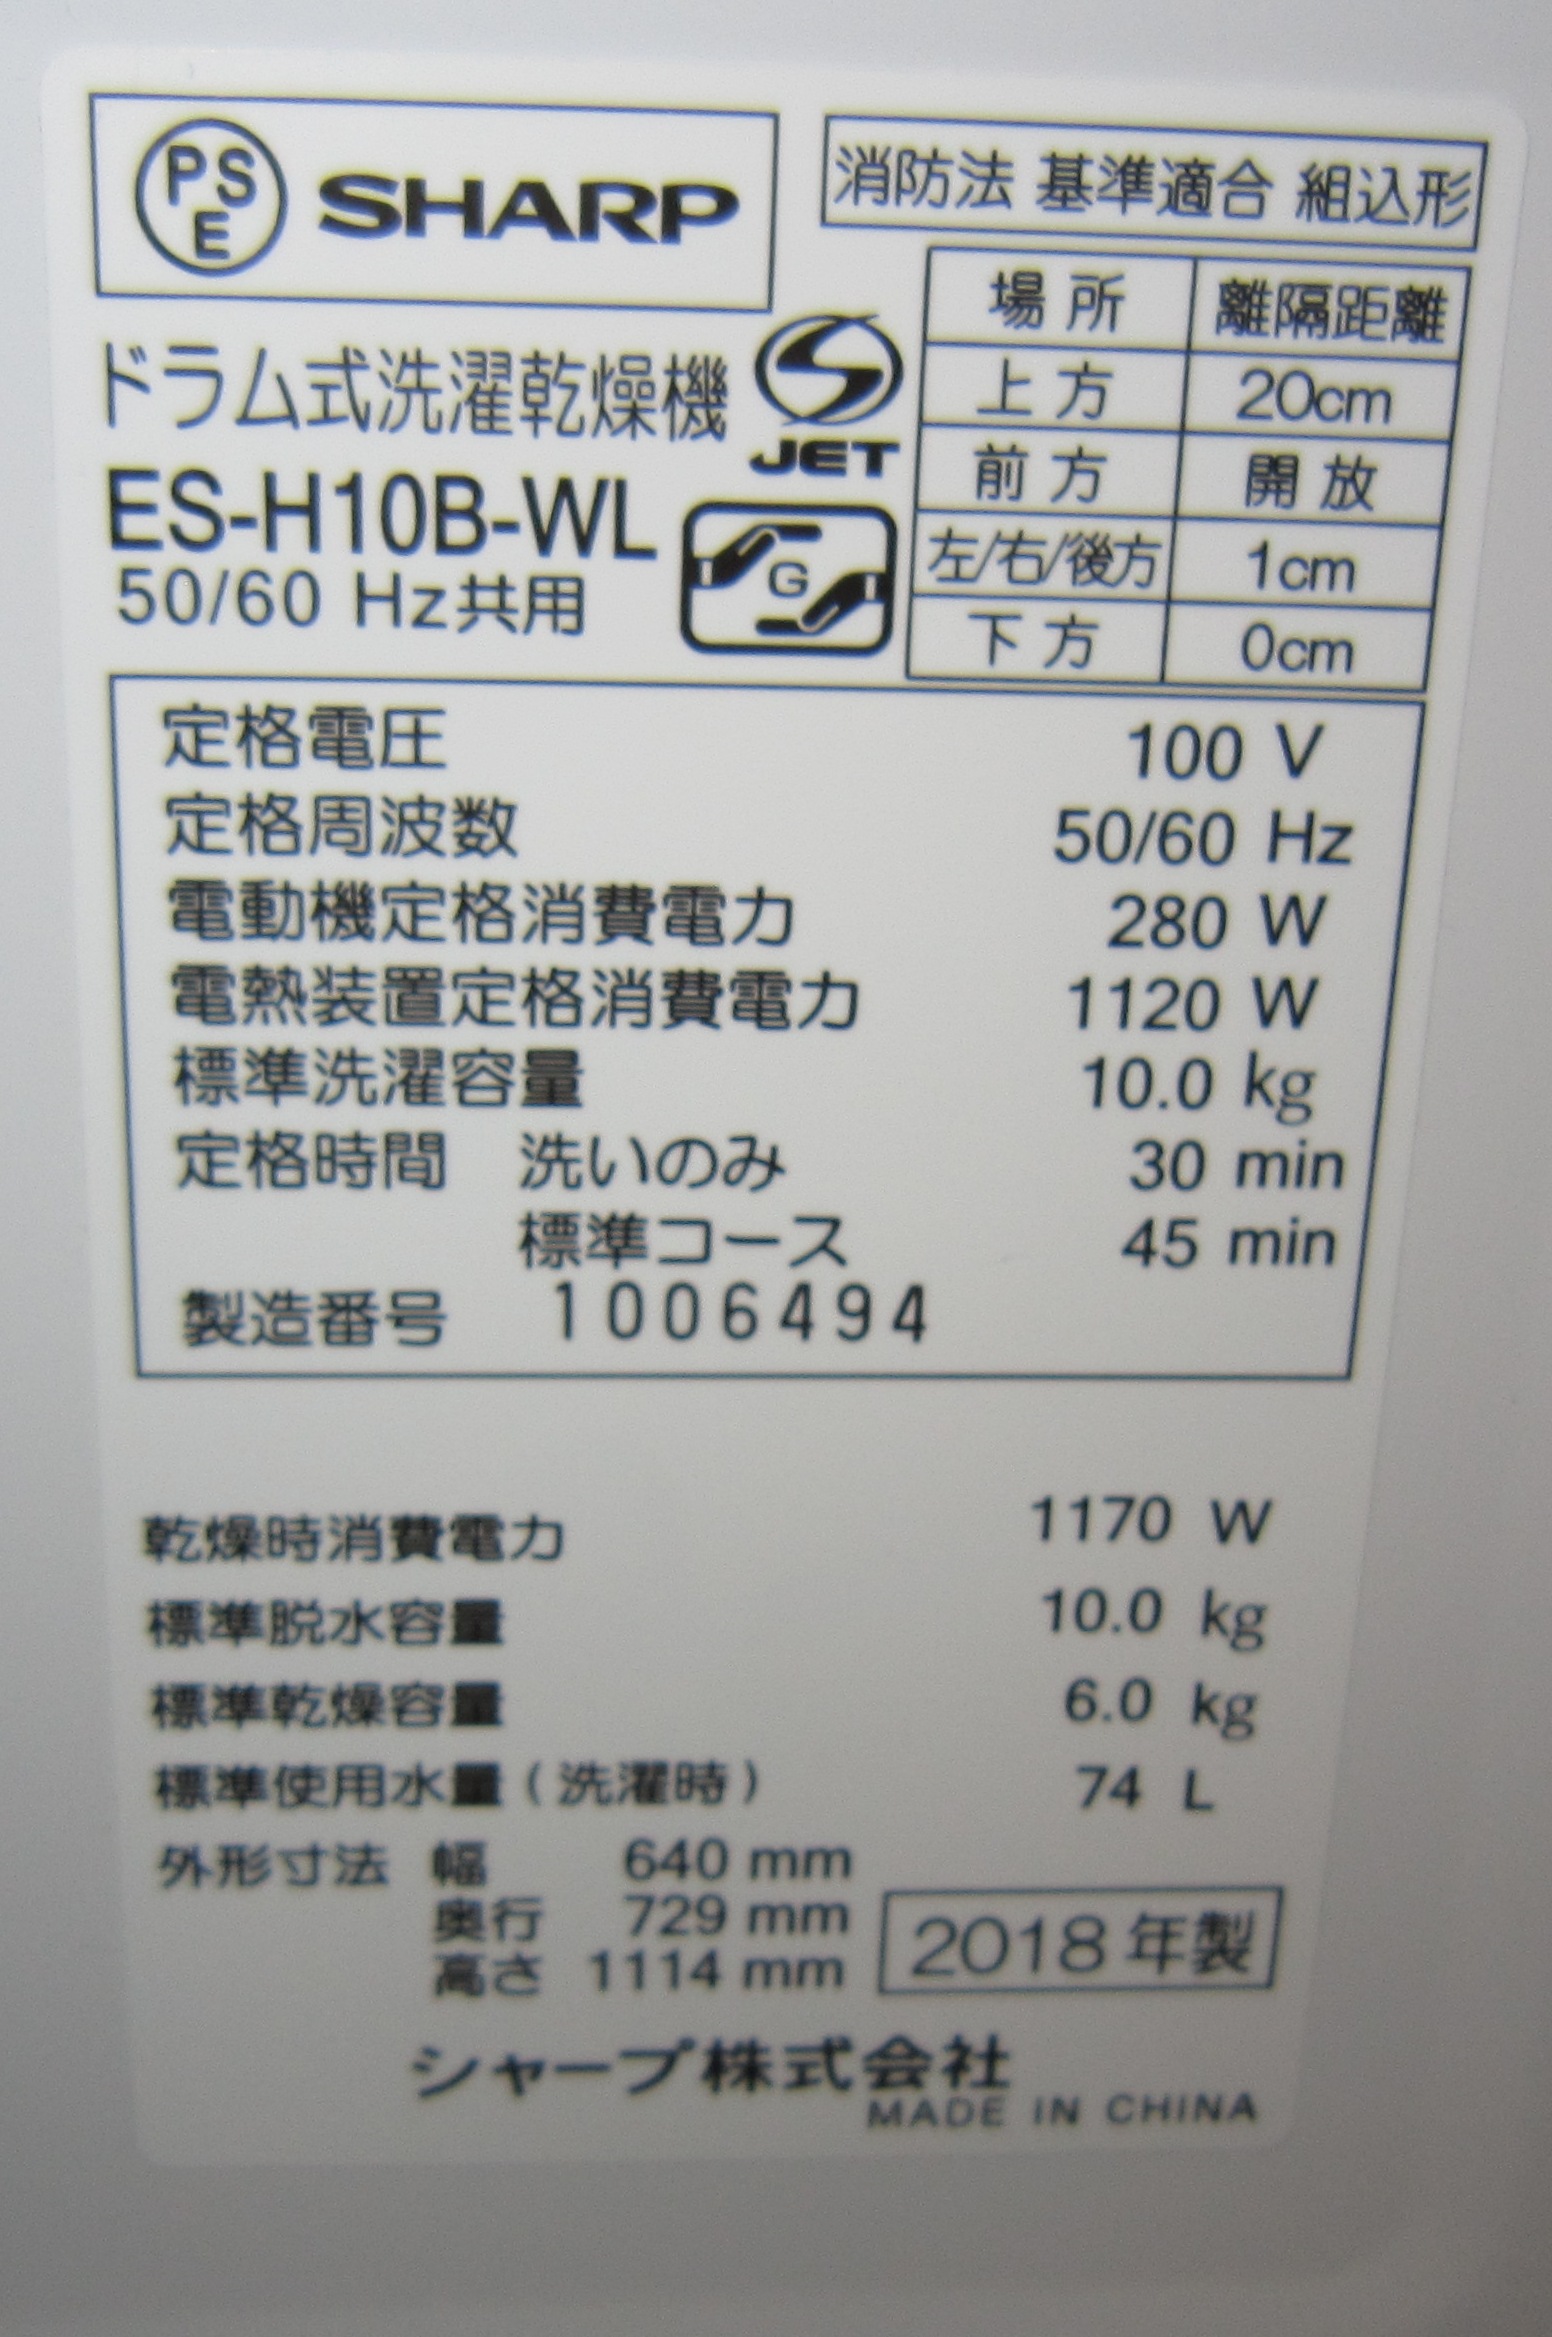 PSE SHARP
消防法 基準適合 組込形
場所 離隔距離
上方 20cm
前方 開放
左/右/後方 1cm
下方 0cm
ドラム式洗濯乾燥機
JET
ES-H10B-WL
G
50/60 Hz共用
定格電圧 100 V
定格周波数 50/60 Hz
電動機定格消費電力 280 W
電熱装置定格消費電力 1120 W
標準洗濯容量 10.0 kg
定格時間 洗いのみ 30 min
標準コース 45 min
製造番号 1006494
乾燥時消費電力 1170 W
標準脱水容量 10.0 kg
標準乾燥容量 6.0 kg
標準使用水量(洗濯時) 74 L
外形寸法 幅 640 mm
奥行 729 mm
高さ 1114 mm
2018年製
シャープ株式会社
MADE IN CHINA